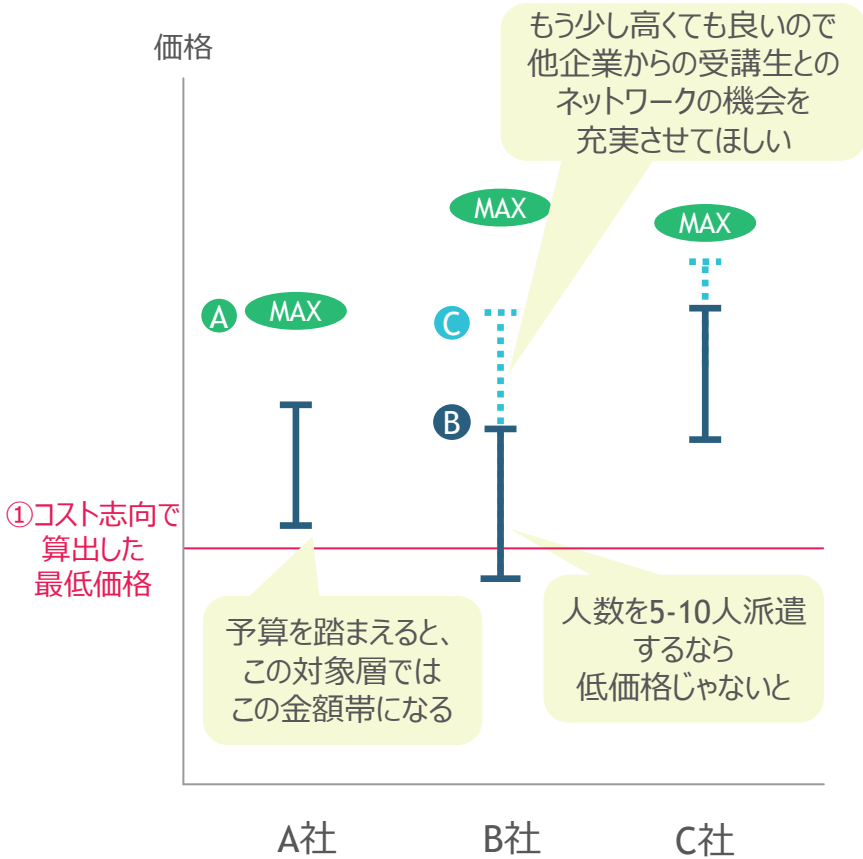 価格
もう少し高くても良いので
他企業からの受講生との
ネットワークの機会を
充実させてほしい
MAX
MAX
A
MAX
C
B
①コスト志向で
算出した
最低価格
予算を踏まえると、
この対象層では
この金額帯になる
人数を5-10人派遣
するなら
低価格じゃないと
A社
B社
C社